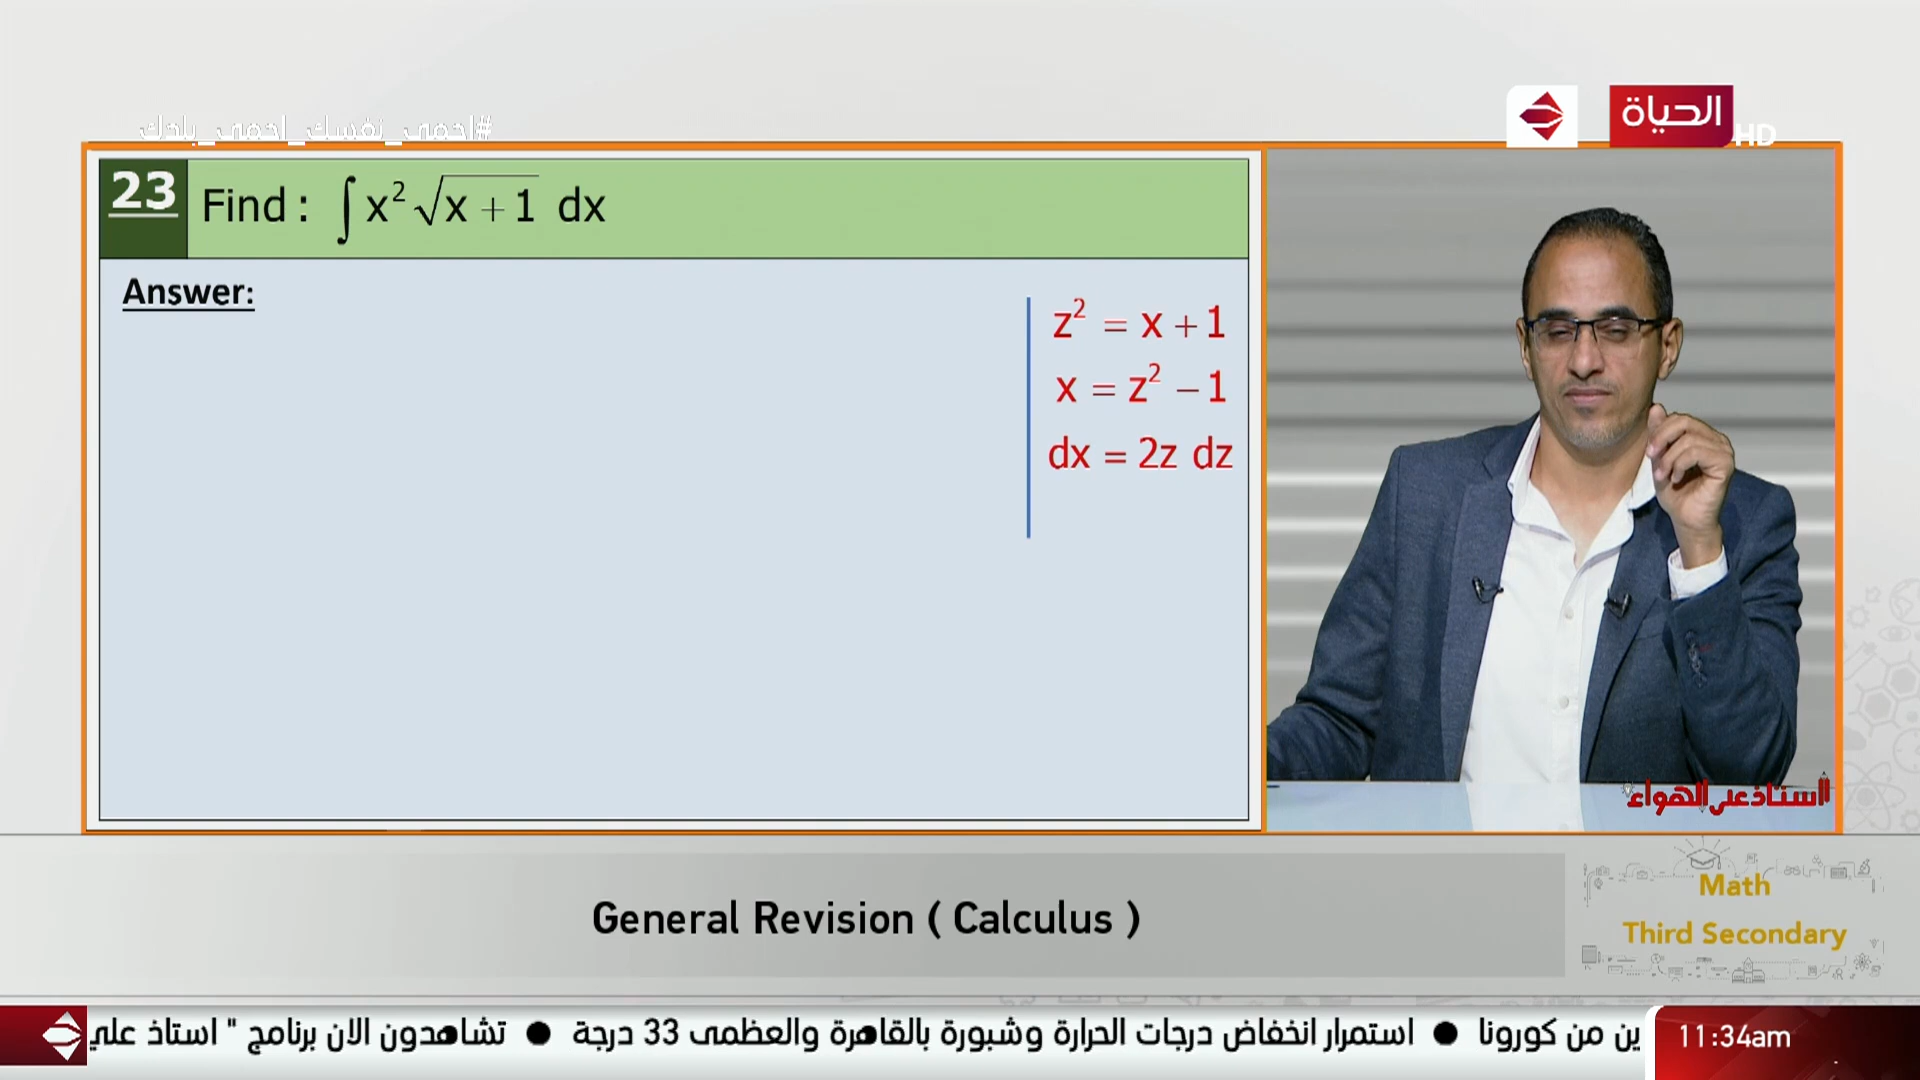 #احمي_نفسك_احمي_بلدك
الحياة
HD
23 Find : ∫ x² √x + 1 dx
Answer:
z² = x + 1
x = z² − 1
dx = 2z dz
أستاذ على الهواء
General Revision ( Calculus )
Math
Third Secondary
ين من كورونا ● استمرار انخفاض درجات الحرارة وشبورة بالقاهرة والعظمى 33 درجة ● تشاهدون الان برنامج " استاذ علي
11:34am